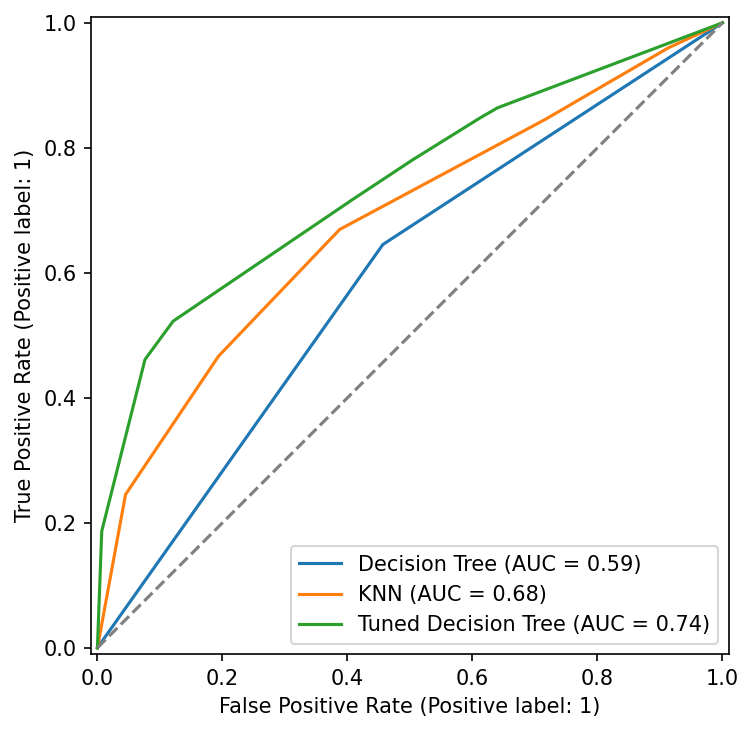 True Positive Rate (Positive label: 1)
1.0
0.8
0.6
0.4
0.2
0.0
Decision Tree (AUC = 0.59)
KNN (AUC = 0.68)
Tuned Decision Tree (AUC = 0.74)
0.0 0.2 0.4 0.6 0.8 1.0
False Positive Rate (Positive label: 1)